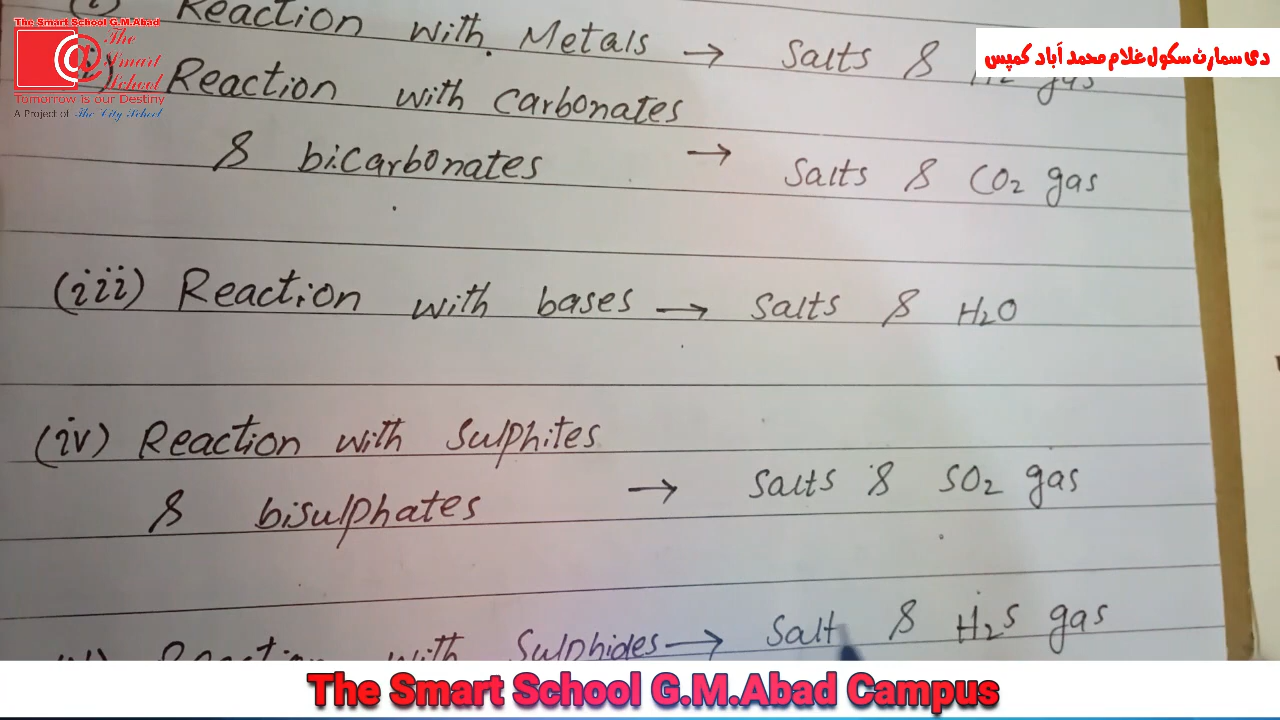 The Smart School G.M.Abad
The Smart School
Tomorrow is our Destiny
A Project of The City School
دی سمارٹ سکول غلام محمد آباد کمپس
(i) Reaction with Metals → Salts & H2 gas
Reaction with carbonates
& bicarbonates → Salts & CO2 gas
(iii) Reaction with bases → Salts & H2O
(iv) Reaction with Sulphites
& bisulphates → Salts & SO2 gas
Reaction with Sulphides → Salt & H2S gas
The Smart School G.M.Abad Campus